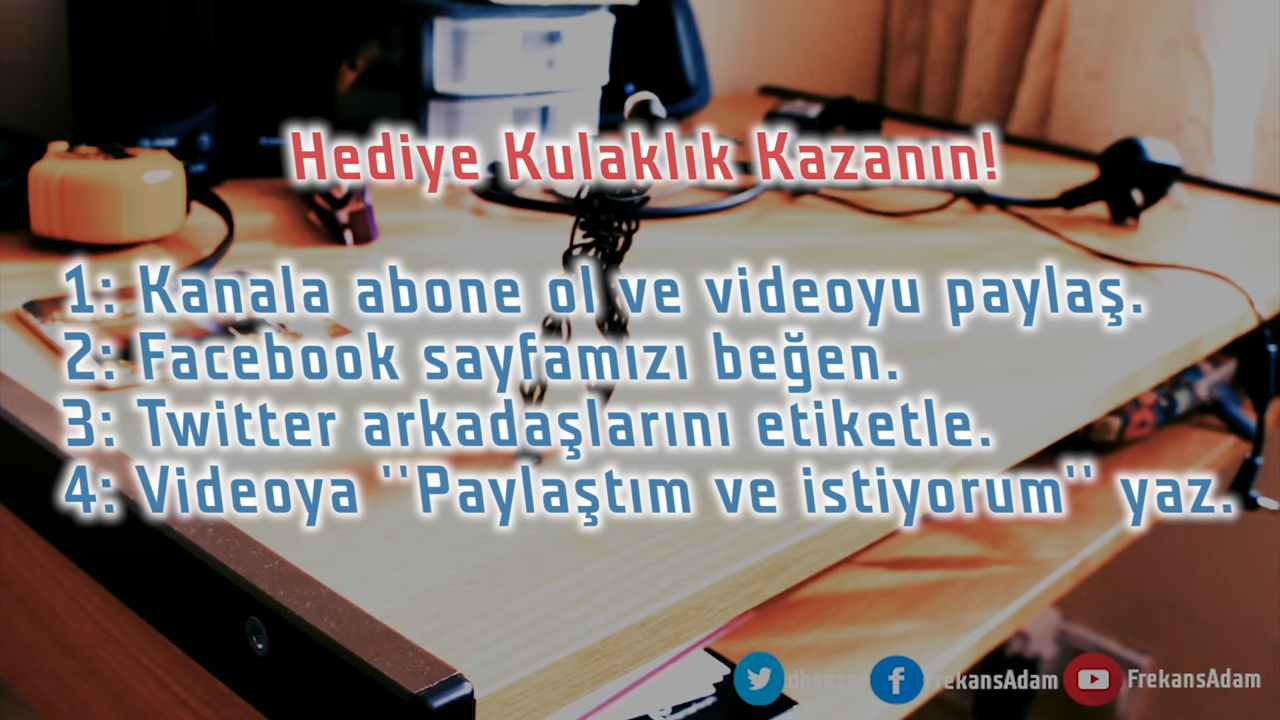 Hediye Kulaklık Kazanın!
1: Kanala abone ol ve videoyu paylaş.
2: Facebook sayfamızı beğen.
3: Twitter arkadaşlarını etiketle.
4: Videoya ''Paylaştım ve istiyorum'' yaz.
FrekansAdam FrekansAdam